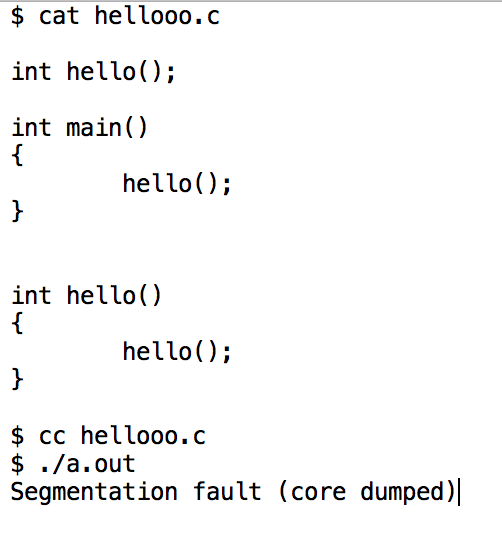 $ cat hellooo.c
int hello();
int main()
{
hello();
}
int hello()
{
hello();
}
$ cc hellooo.c
$ ./a.out
Segmentation fault (core dumped)